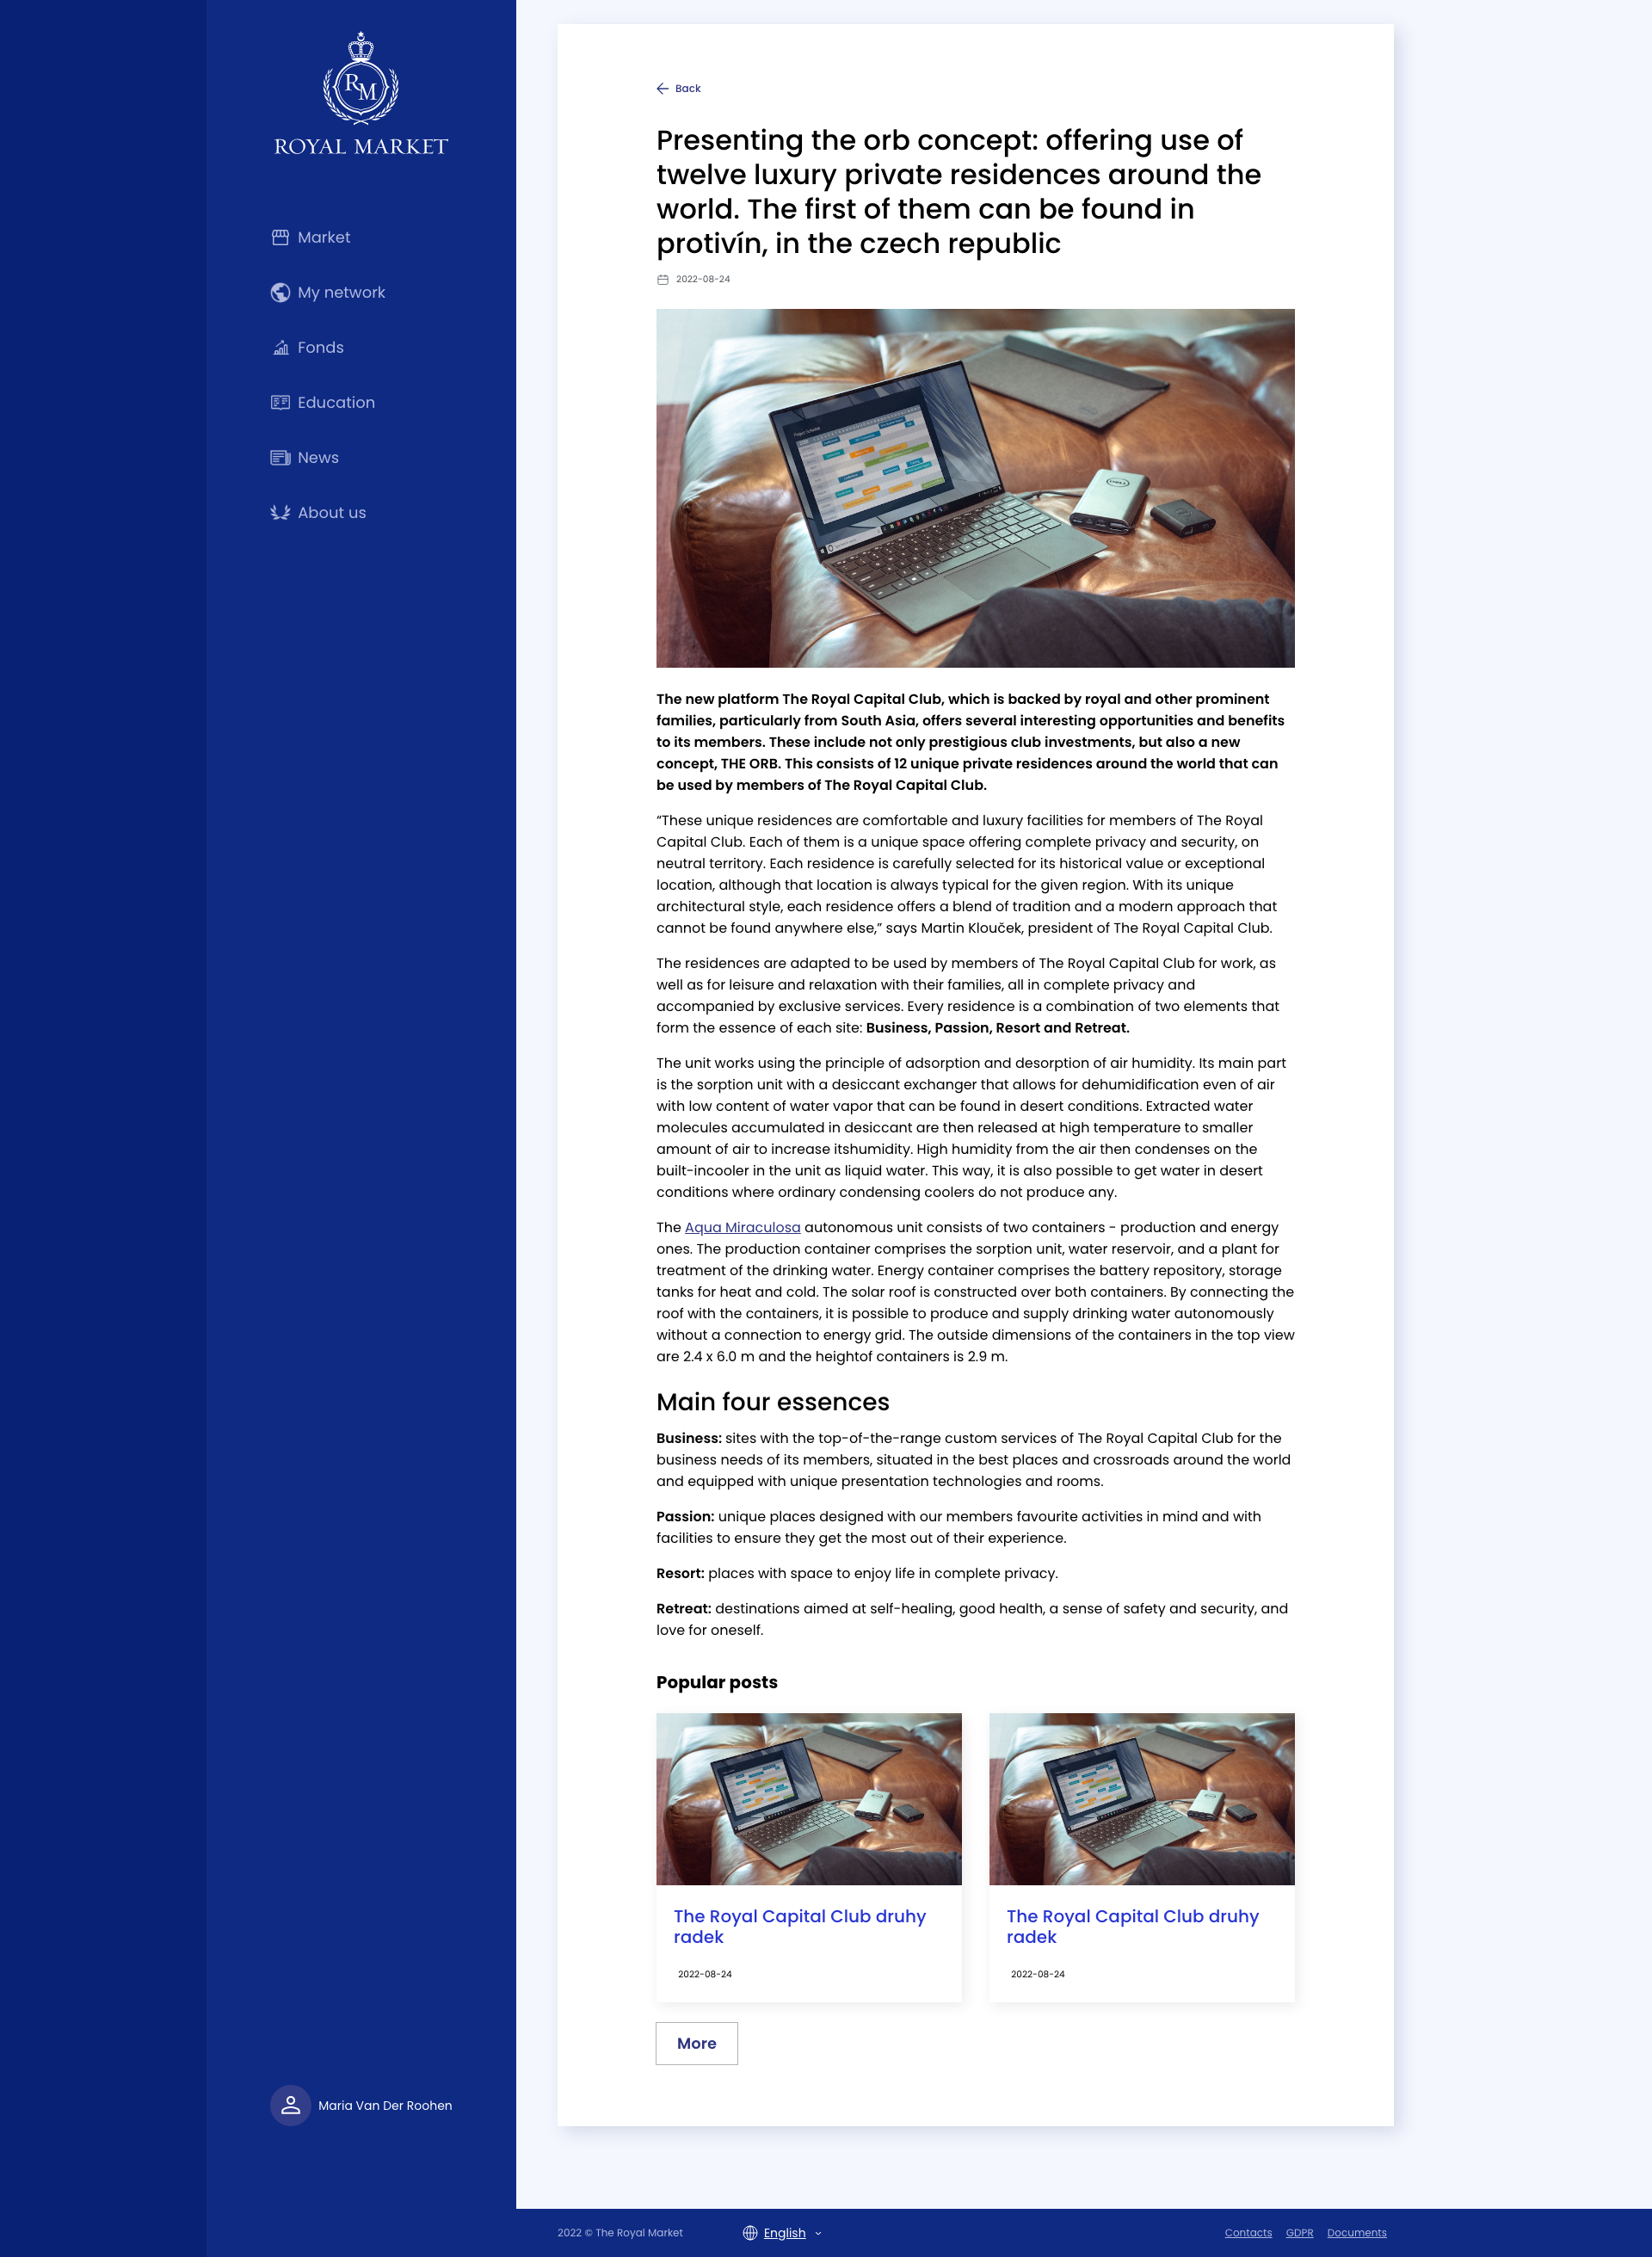 RM
ROYAL MARKET
Market
My network
Fonds
Education
News
About us
Maria Van Der Roohen
Back
Presenting the orb concept: offering use of
twelve luxury private residences around the
world. The first of them can be found in
protivín, in the czech republic
2022-08-24
The new platform The Royal Capital Club, which is backed by royal and other prominent
families, particularly from South Asia, offers several interesting opportunities and benefits
to its members. These include not only prestigious club investments, but also a new
concept, THE ORB. This consists of 12 unique private residences around the world that can
be used by members of The Royal Capital Club.
“These unique residences are comfortable and luxury facilities for members of The Royal
Capital Club. Each of them is a unique space offering complete privacy and security, on
neutral territory. Each residence is carefully selected for its historical value or exceptional
location, although that location is always typical for the given region. With its unique
architectural style, each residence offers a blend of tradition and a modern approach that
cannot be found anywhere else,” says Martin Klouček, president of The Royal Capital Club.
The residences are adapted to be used by members of The Royal Capital Club for work, as
well as for leisure and relaxation with their families, all in complete privacy and
accompanied by exclusive services. Every residence is a combination of two elements that
form the essence of each site: Business, Passion, Resort and Retreat.
The unit works using the principle of adsorption and desorption of air humidity. Its main part
is the sorption unit with a desiccant exchanger that allows for dehumidification even of air
with low content of water vapor that can be found in desert conditions. Extracted water
molecules accumulated in desiccant are then released at high temperature to smaller
amount of air to increase itshumidity. High humidity from the air then condenses on the
built-incooler in the unit as liquid water. This way, it is also possible to get water in desert
conditions where ordinary condensing coolers do not produce any.
The Aqua Miraculosa autonomous unit consists of two containers - production and energy
ones. The production container comprises the sorption unit, water reservoir, and a plant for
treatment of the drinking water. Energy container comprises the battery repository, storage
tanks for heat and cold. The solar roof is constructed over both containers. By connecting the
roof with the containers, it is possible to produce and supply drinking water autonomously
without a connection to energy grid. The outside dimensions of the containers in the top view
are 2.4 x 6.0 m and the heightof containers is 2.9 m.
Main four essences
Business: sites with the top-of-the-range custom services of The Royal Capital Club for the
business needs of its members, situated in the best places and crossroads around the world
and equipped with unique presentation technologies and rooms.
Passion: unique places designed with our members favourite activities in mind and with
facilities to ensure they get the most out of their experience.
Resort: places with space to enjoy life in complete privacy.
Retreat: destinations aimed at self-healing, good health, a sense of safety and security, and
love for oneself.
Popular posts
The Royal Capital Club druhy
radek
2022-08-24
The Royal Capital Club druhy
radek
2022-08-24
More
2022 © The Royal Market
English
Contacts
GDPR
Documents